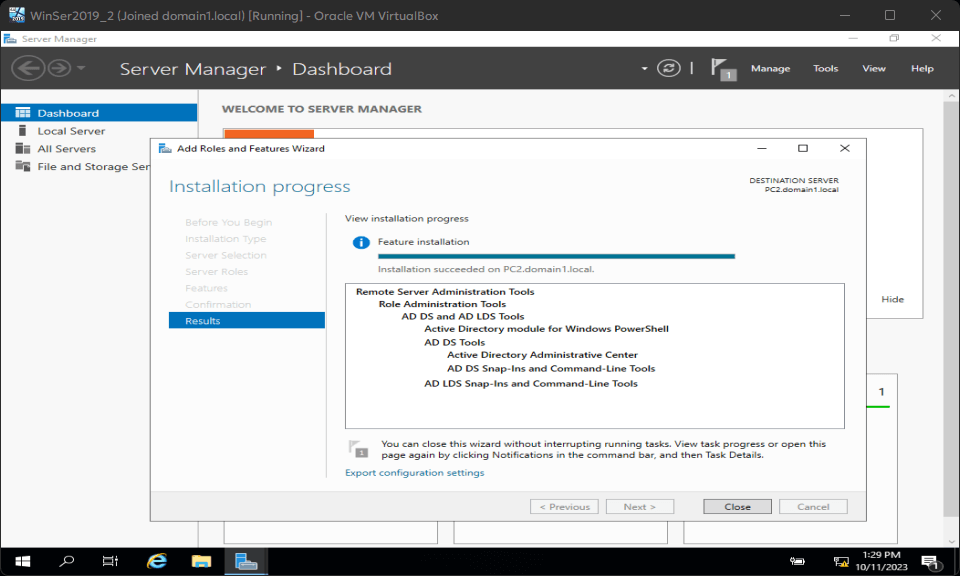 WinSer2019_2 (Joined domain1.local) [Running] - Oracle VM VirtualBox
Server Manager
Server Manager ‣ Dashboard
1
Manage
Tools
View
Help
Dashboard
Local Server
All Servers
File and Storage Ser
WELCOME TO SERVER MANAGER
Add Roles and Features Wizard
Installation progress
DESTINATION SERVER
PC2.domain1.local
Before You Begin
Installation Type
Server Selection
Server Roles
Features
Confirmation
Results
View installation progress
Feature installation
Installation succeeded on PC2.domain1.local.
Remote Server Administration Tools
Role Administration Tools
AD DS and AD LDS Tools
Active Directory module for Windows PowerShell
AD DS Tools
Active Directory Administrative Center
AD DS Snap-Ins and Command-Line Tools
AD LDS Snap-Ins and Command-Line Tools
1
You can close this wizard without interrupting running tasks. View task progress or open this
page again by clicking Notifications in the command bar, and then Task Details.
Export configuration settings
< Previous
Next >
Close
Cancel
Hide
1
1:29 PM
10/11/2023
1